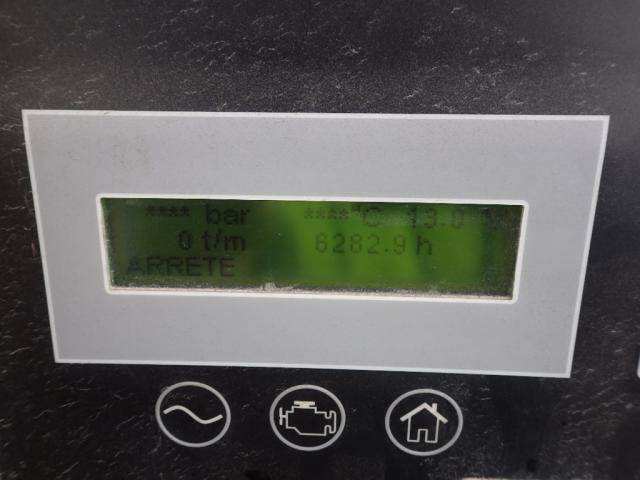 **** bar ****°C 13.0 V
0 t/m 6282.9 h
ARRETE